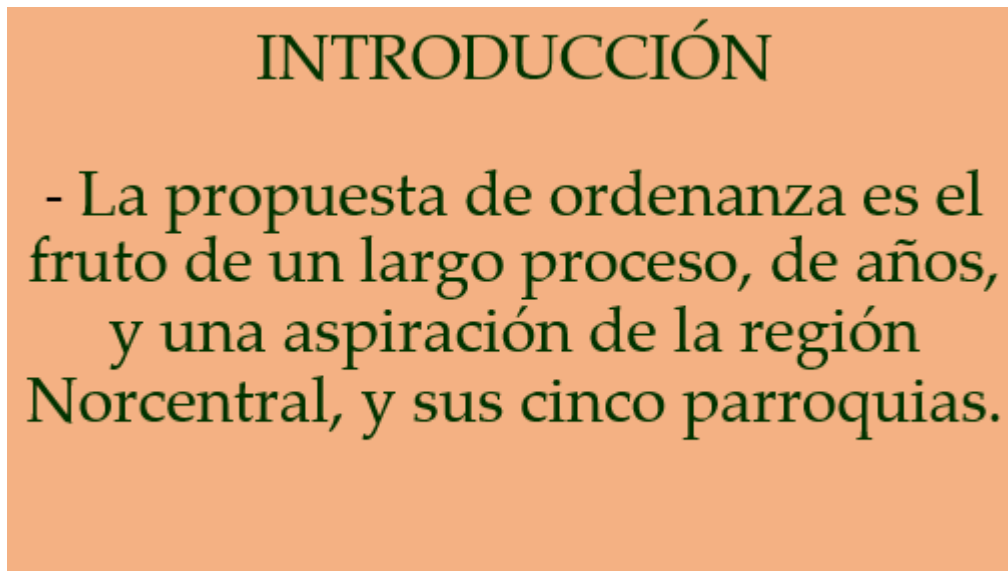 INTRODUCCIÓN
- La propuesta de ordenanza es el
fruto de un largo proceso, de años,
y una aspiración de la región
Norcentral, y sus cinco parroquias.